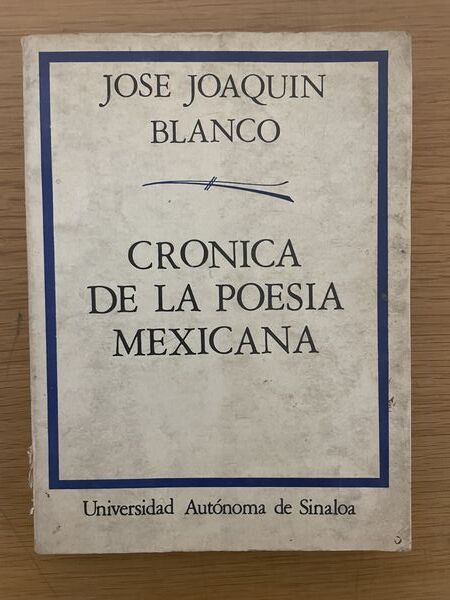 JOSE JOAQUIN
BLANCO
CRONICA
DE LA POESIA
MEXICANA
Universidad Autónoma de Sinaloa